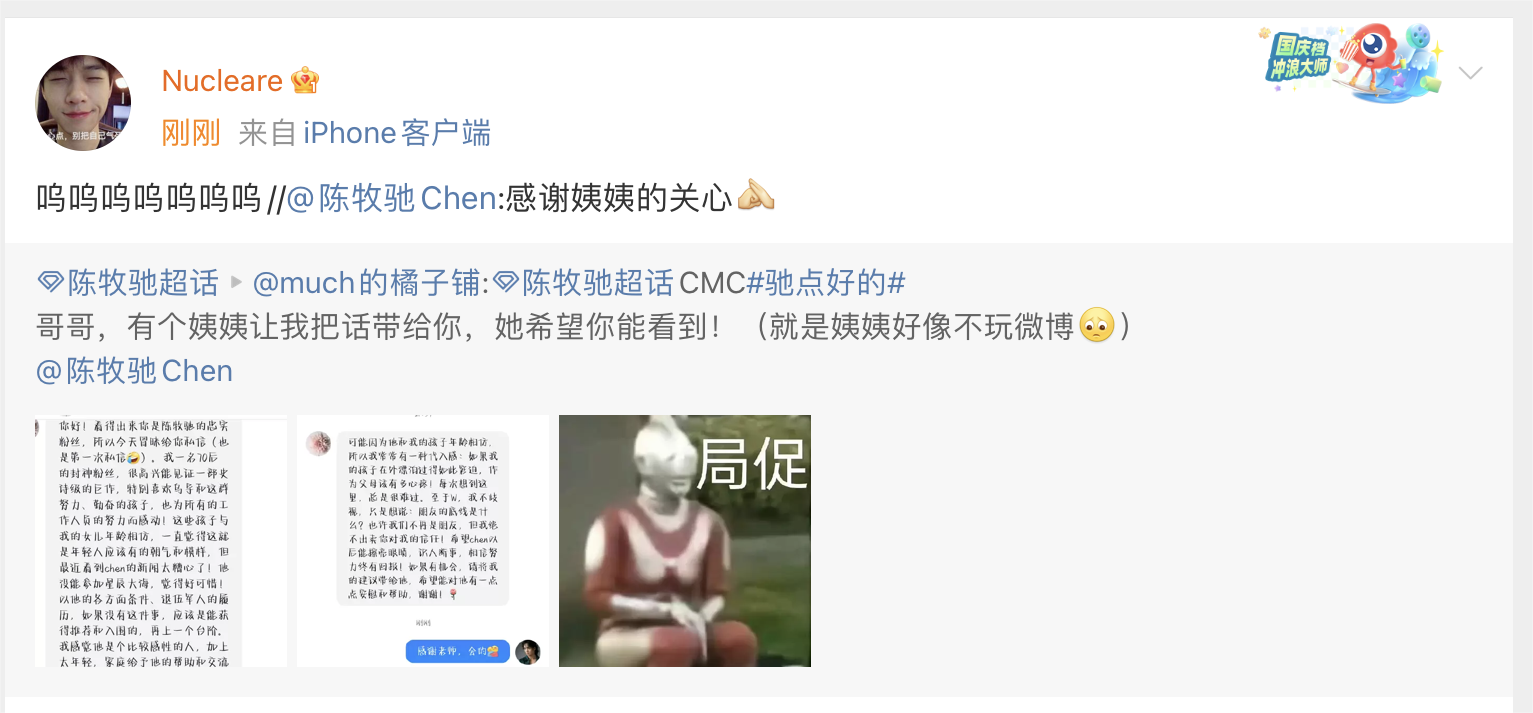 国庆档
冲浪大师
Nucleare
刚刚 来自 iPhone客户端
点，别把自己气
呜呜呜呜呜呜呜//@陈牧驰Chen:感谢姨姨的关心
陈牧驰超话 @much的橘子铺:陈牧驰超话CMC#驰点好的#
哥哥，有个姨姨让我把话带给你，她希望你能看到！（就是姨姨好像不玩微博）
@陈牧驰Chen
你好！看得出来你是陈牧驰的忠实
粉丝，所以今天冒昧给你私信（也
是第一次私信）。我一名70后
的封神粉丝，很高兴能见证一部史
诗级的巨作，特别喜欢乌导和这群
努力、勤奋的孩子，也为所有的工
作人员的努力而感动！这些孩子与
我的女儿年龄相仿，一直觉得这就
是年轻人应该有的朝气和模样，但
最近看到chen的新闻太糟心了！他
没能参加星辰大海，觉得好可惜！
以他的各方面条件、退伍军人的履
历，如果没有这件事，应该是能获
得推荐和入围的，再上一个台阶。
我感觉他是个比较感性的人，加上
太年轻，家庭给予他的帮助和交流
可能因为他和我的孩子年龄相仿，
所以我常常有一种代入感：如果我
的孩子在外漂泊过得如此窘迫，作
为父母该有多心疼！每次想到这
里，总是很难过。至于W，我不歧
视，只是想说：朋友的底线是什
么？也许我们不再是朋友，但我绝
不出卖你对我的信任！希望chen以
后能擦亮眼睛，识人断事，相信努
力终有回报！如果有机会，请将我
的建议带给他，希望能对他有一点
点安慰和帮助，谢谢！
感谢老师，会的
局促